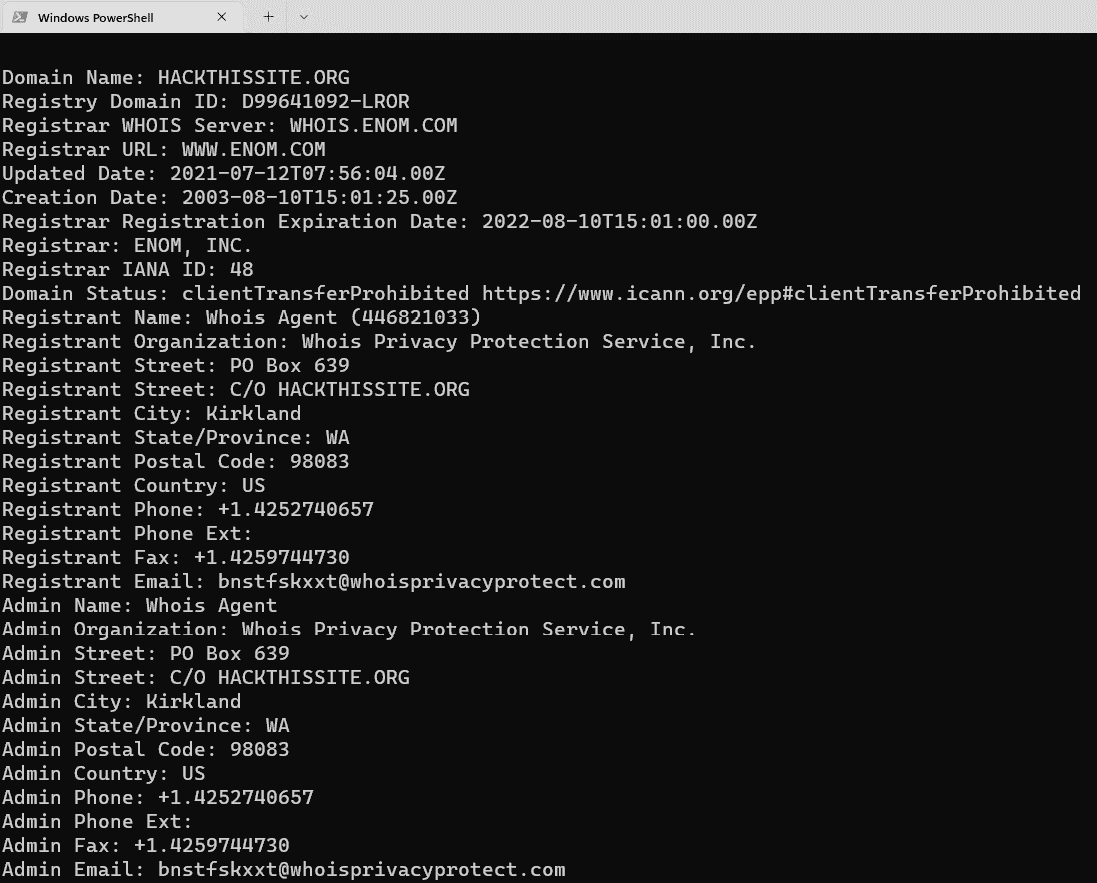 Windows PowerShell
Domain Name: HACKTHISSITE.ORG
Registry Domain ID: D99641092-LROR
Registrar WHOIS Server: WHOIS.ENOM.COM
Registrar URL: WWW.ENOM.COM
Updated Date: 2021-07-12T07:56:04.00Z
Creation Date: 2003-08-10T15:01:25.00Z
Registrar Registration Expiration Date: 2022-08-10T15:01:00.00Z
Registrar: ENOM, INC.
Registrar IANA ID: 48
Domain Status: clientTransferProhibited https://www.icann.org/epp#clientTransferProhibited
Registrant Name: Whois Agent (446821033)
Registrant Organization: Whois Privacy Protection Service, Inc.
Registrant Street: PO Box 639
Registrant Street: C/O HACKTHISSITE.ORG
Registrant City: Kirkland
Registrant State/Province: WA
Registrant Postal Code: 98083
Registrant Country: US
Registrant Phone: +1.4252740657
Registrant Phone Ext:
Registrant Fax: +1.4259744730
Registrant Email: bnstfskxxt@whoisprivacyprotect.com
Admin Name: Whois Agent
Admin Organization: Whois Privacy Protection Service, Inc.
Admin Street: PO Box 639
Admin Street: C/O HACKTHISSITE.ORG
Admin City: Kirkland
Admin State/Province: WA
Admin Postal Code: 98083
Admin Country: US
Admin Phone: +1.4252740657
Admin Phone Ext:
Admin Fax: +1.4259744730
Admin Email: bnstfskxxt@whoisprivacyprotect.com